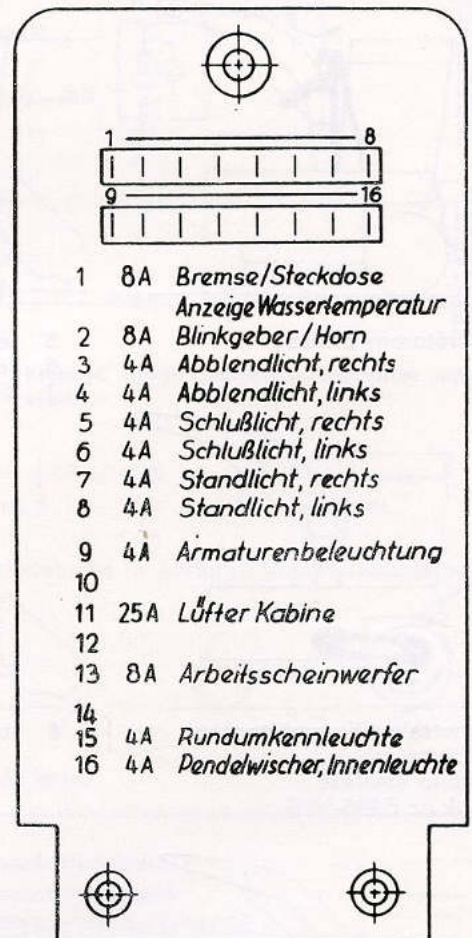 1 8
9 16
1 8A Bremse/Steckdose
Anzeige Wassertemperatur
2 8A Blinkgeber/Horn
3 4A Abblendlicht, rechts
4 4A Abblendlicht, links
5 4A Schlußlicht, rechts
6 4A Schlußlicht, links
7 4A Standlicht, rechts
8 4A Standlicht, links
9 4A Armaturenbeleuchtung
10
11 25A Lüfter Kabine
12
13 8A Arbeitsscheinwerfer
14
15 4A Rundumkennleuchte
16 4A Pendelwischer, Innenleuchte